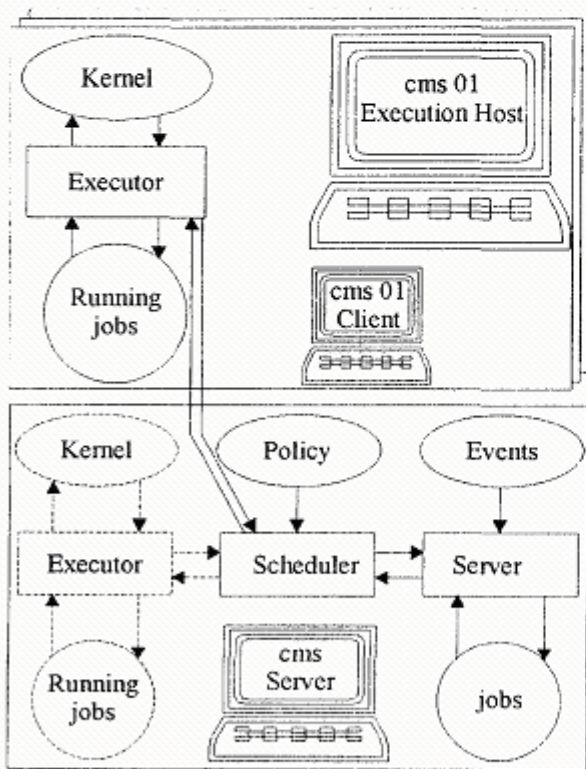 Kernel
cms 01
Execution Host
Executor
Running
jobs
cms 01
Client
Kernel
Policy
Events
Executor
Scheduler
Server
Running
jobs
cms
Server
jobs